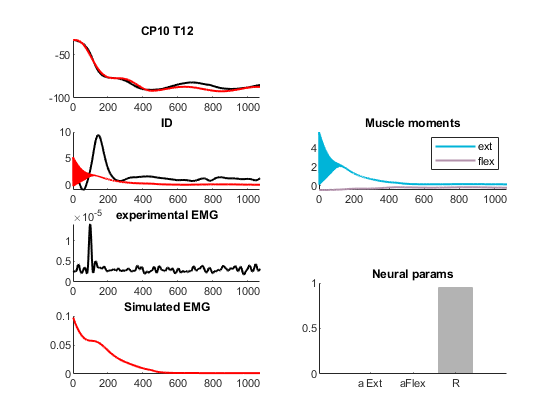 CP10 T12
-50
-100
0 200 400 600 800 1000
ID
10
5
0
0 200 400 600 800 1000
×10^-5
experimental EMG
1
0.5
0
0 200 400 600 800 1000
Simulated EMG
0.1
0.05
0
0 200 400 600 800 1000
Muscle moments
ext
flex
4
2
0
0 200 400 600 800 1000
Neural params
1
0.5
0
a Ext aFlex R